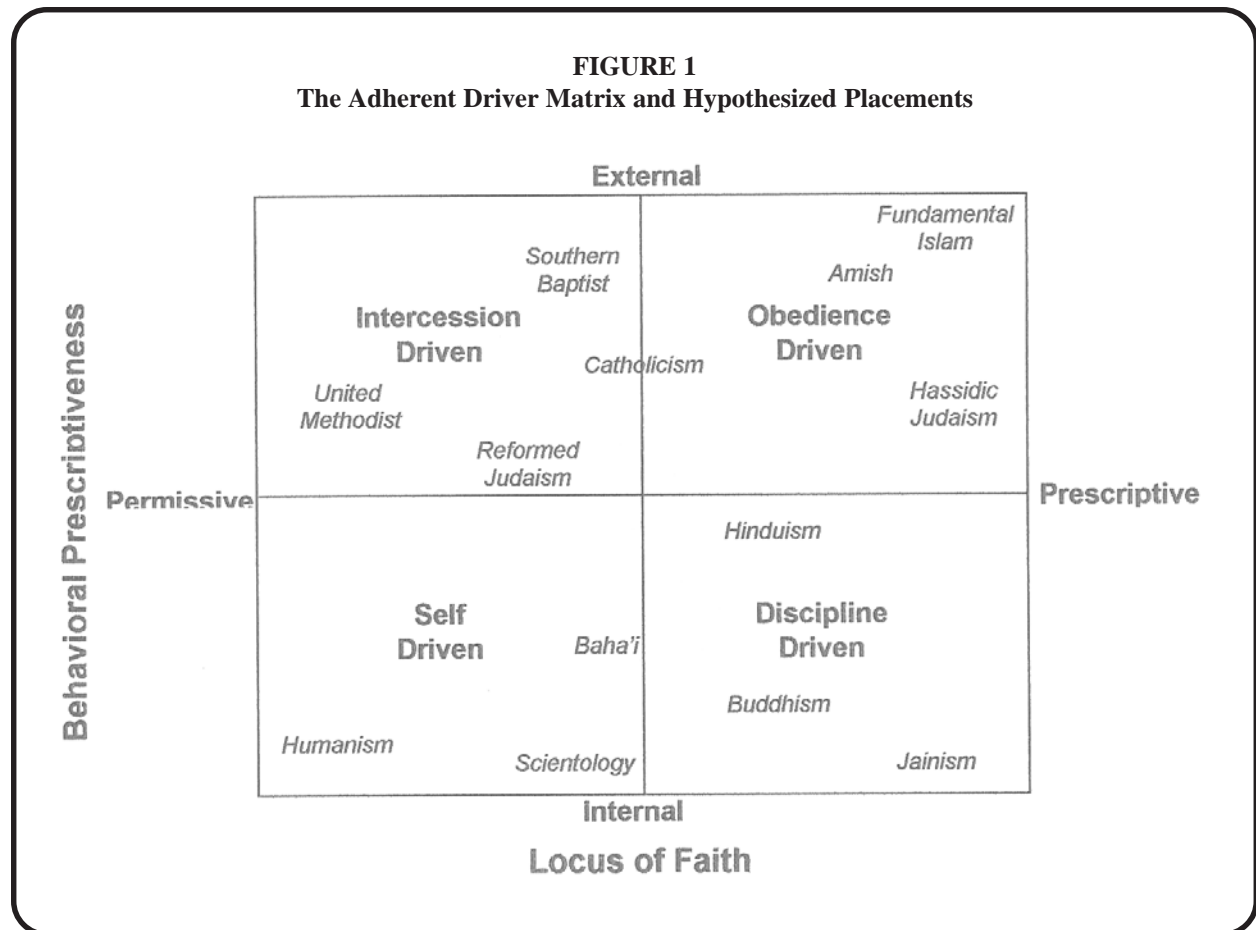 FIGURE 1
The Adherent Driver Matrix and Hypothesized Placements
External
Fundamental
Islam
Southern
Baptist
Amish
Intercession
Driven
Obedience
Driven
Catholicism
United
Methodist
Hassidic
Judaism
Reformed
Judaism
Behavioral Prescriptiveness
Permissive
Prescriptive
Hinduism
Self
Driven
Discipline
Driven
Baha'i
Buddhism
Humanism
Scientology
Jainism
Internal
Locus of Faith